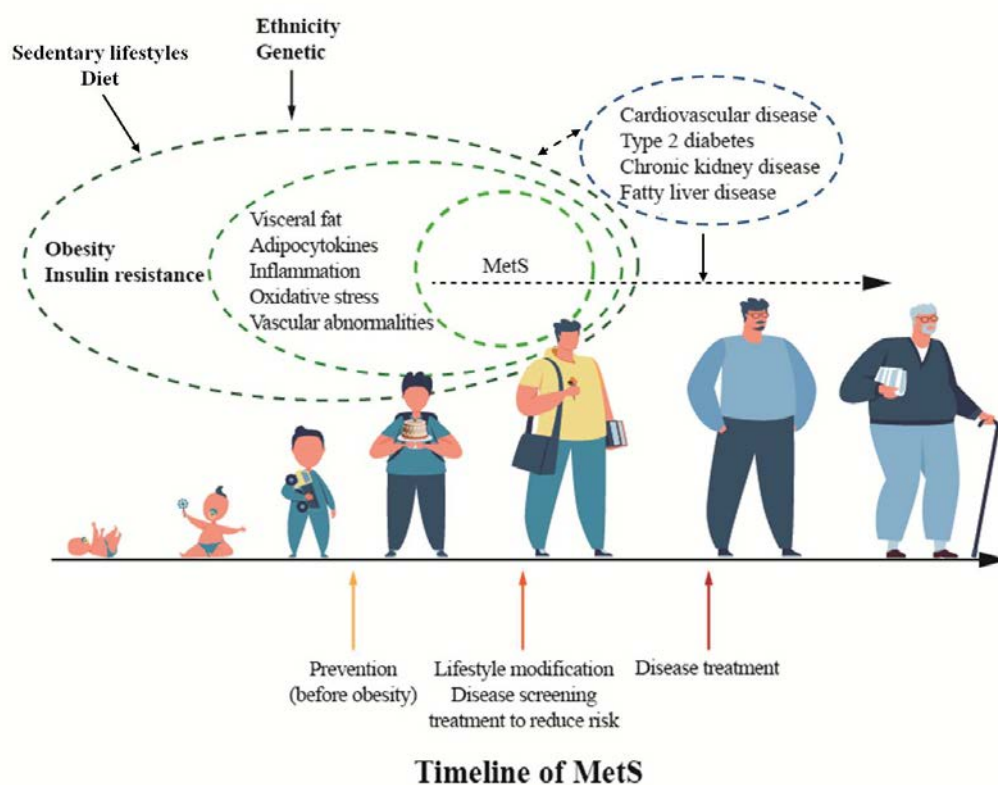 Ethnicity
Genetic
Sedentary lifestyles
Diet
Cardiovascular disease
Type 2 diabetes
Chronic kidney disease
Fatty liver disease
Obesity
Insulin resistance
Visceral fat
Adipocytokines
Inflammation
Oxidative stress
Vascular abnormalities
MetS
Prevention
(before obesity)
Lifestyle modification
Disease screening
treatment to reduce risk
Disease treatment
Timeline of MetS